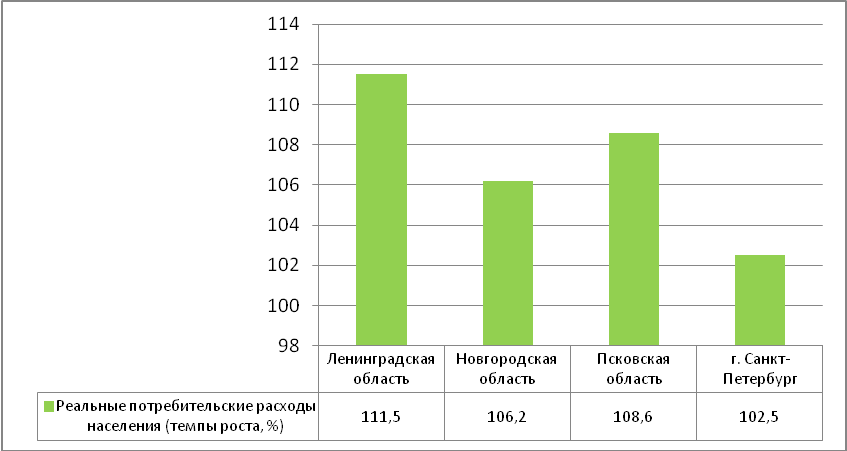 114
112
110
108
106
104
102
100
98
Ленинградская
область
Новгородская
область
Псковская
область
г. Санкт-
Петербург
Реальные потребительские расходы
населения (темпы роста, %)
111,5
106,2
108,6
102,5